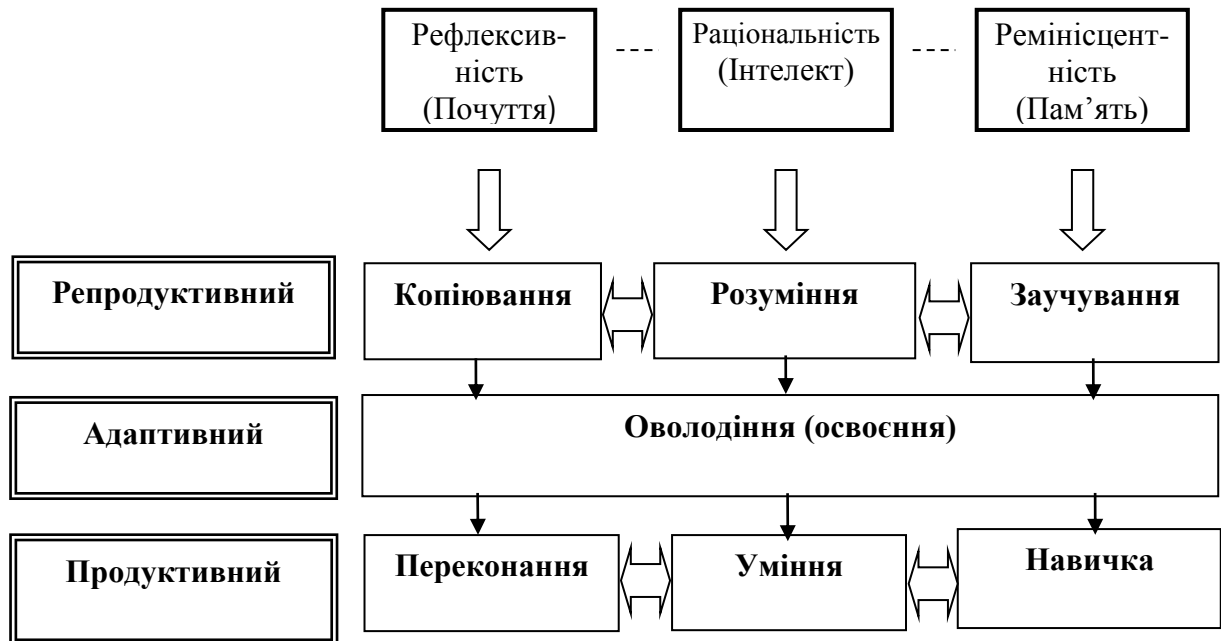 Рефлексив-
ність
(Почуття)
Раціональність
(Інтелект)
Ремінісцент-
ність
(Пам’ять)
Репродуктивний
Копіювання
Розуміння
Заучування
Адаптивний
Оволодіння (освоєння)
Продуктивний
Переконання
Уміння
Навичка